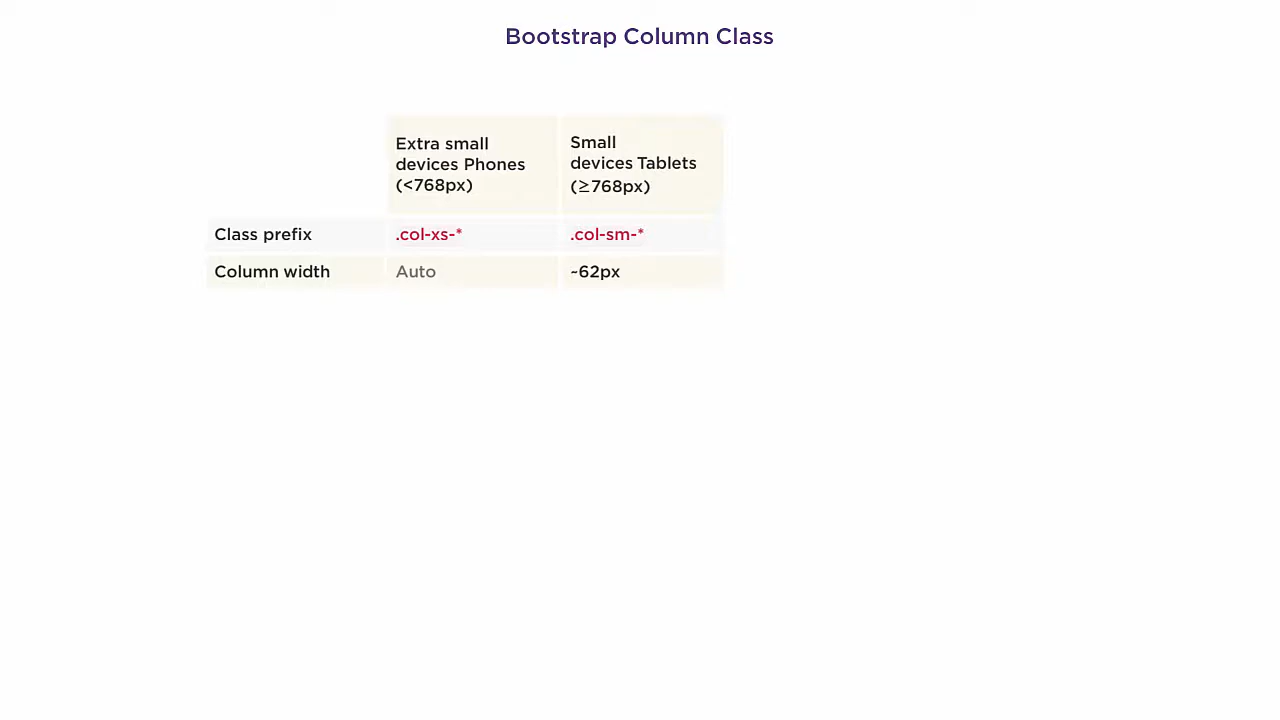 Bootstrap Column Class
Extra small
devices Phones
(<768px)
Small
devices Tablets
(≥768px)
Class prefix
.col-xs-*
.col-sm-*
Column width
Auto
~62px